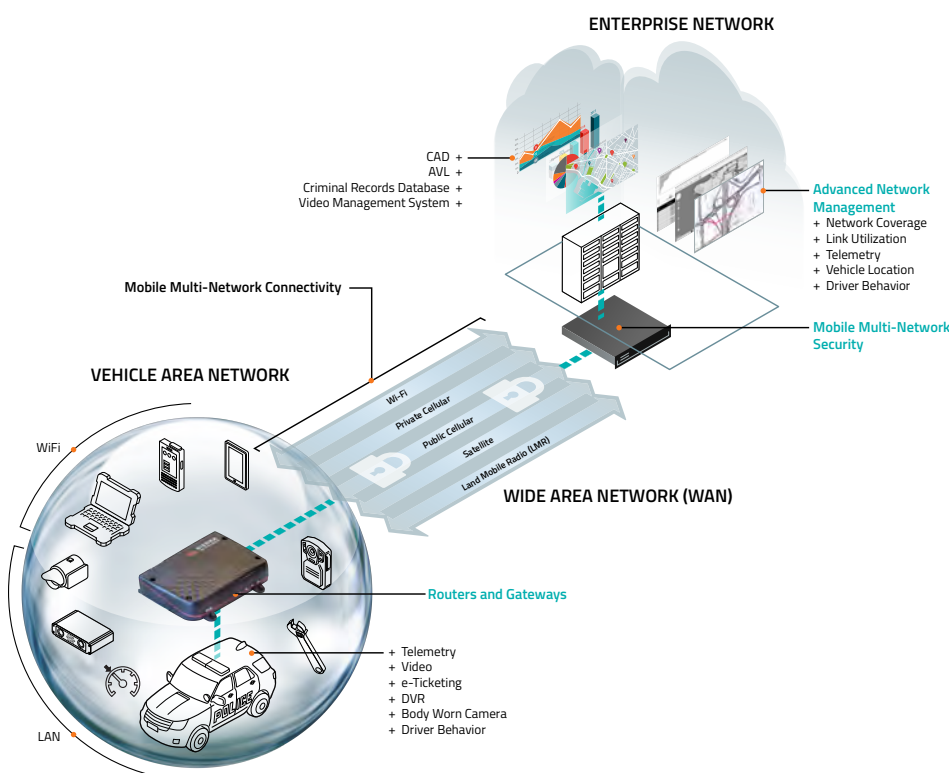 ENTERPRISE NETWORK
CAD +
AVL +
Criminal Records Database +
Video Management System +
Advanced Network
Management
+ Network Coverage
+ Link Utilization
+ Telemetry
+ Vehicle Location
+ Driver Behavior
Mobile Multi-Network Connectivity
Mobile Multi-Network
Security
VEHICLE AREA NETWORK
Wi-Fi
Private Cellular
Public Cellular
Satellite
Land Mobile Radio (LMR)
WiFi
WIDE AREA NETWORK (WAN)
Routers and Gateways
+ Telemetry
+ Video
+ e-Ticketing
+ DVR
+ Body Worn Camera
+ Driver Behavior
POLICE
LAN